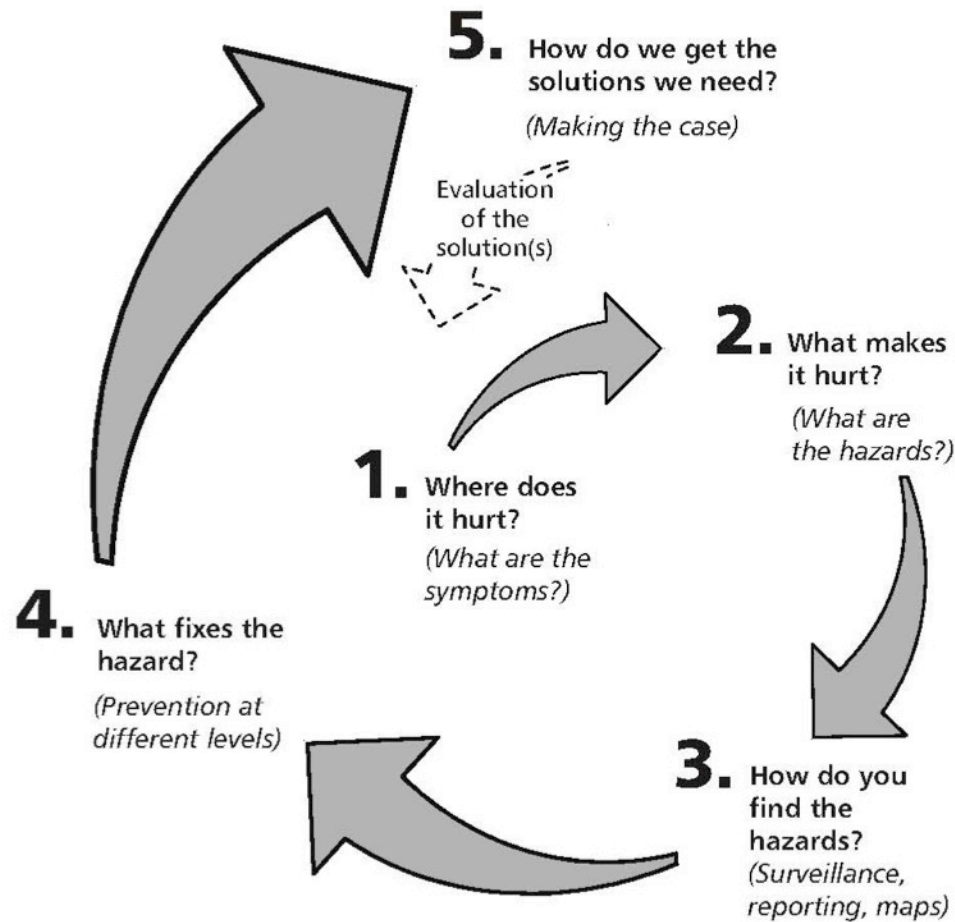 5. How do we get the
solutions we need?
(Making the case)
Evaluation
of the
solution(s)
2. What makes
it hurt?
(What are
the hazards?)
1. Where does
it hurt?
(What are the
symptoms?)
4. What fixes the
hazard?
(Prevention at
different levels)
3. How do you
find the
hazards?
(Surveillance,
reporting, maps)